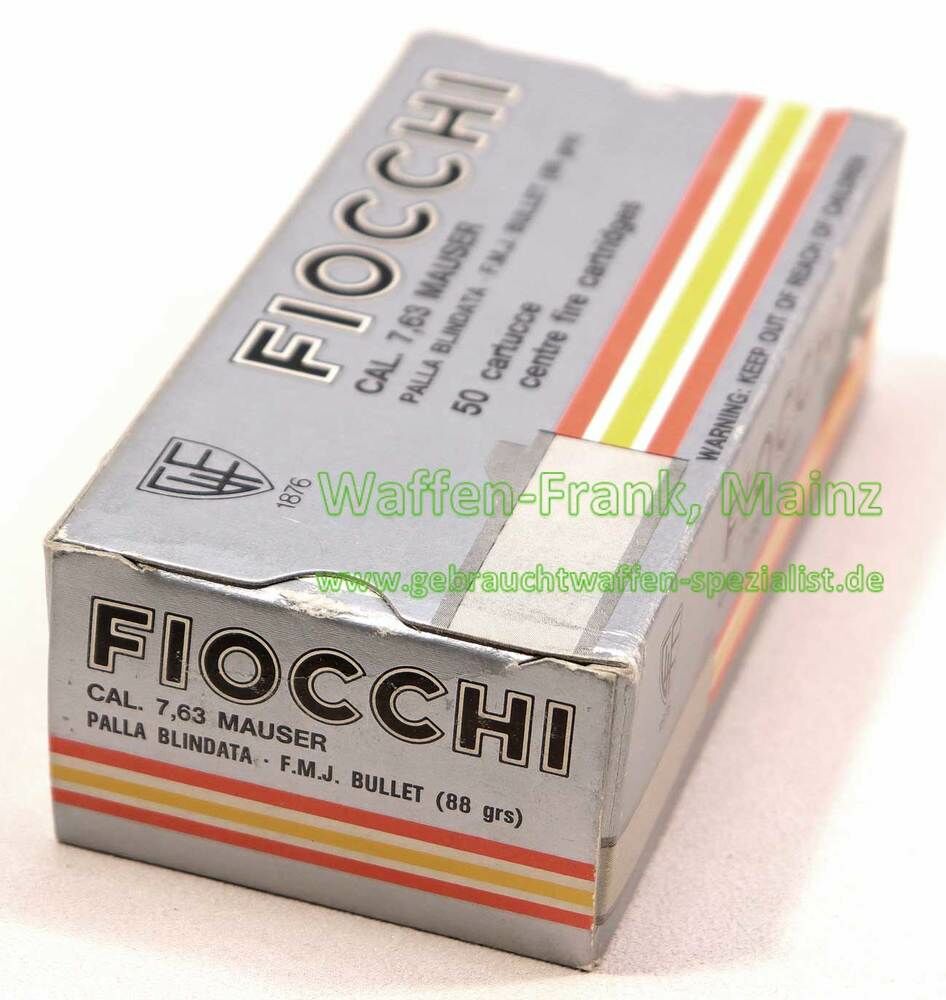 FIOCCHI
CAL. 7,63 MAUSER
PALLA BLINDATA · F.M.J. BULLET (88 grs
50 cartucce
centre fire cartridges
WARNING: KEEP OUT OF REACH OF CHILDREN
GFL
1876
Waffen-Frank, Mainz
www.gebrauchtwaffen-spezialist.de
FIOCCHI
CAL. 7,63 MAUSER
PALLA BLINDATA · F.M.J. BULLET (88 grs)